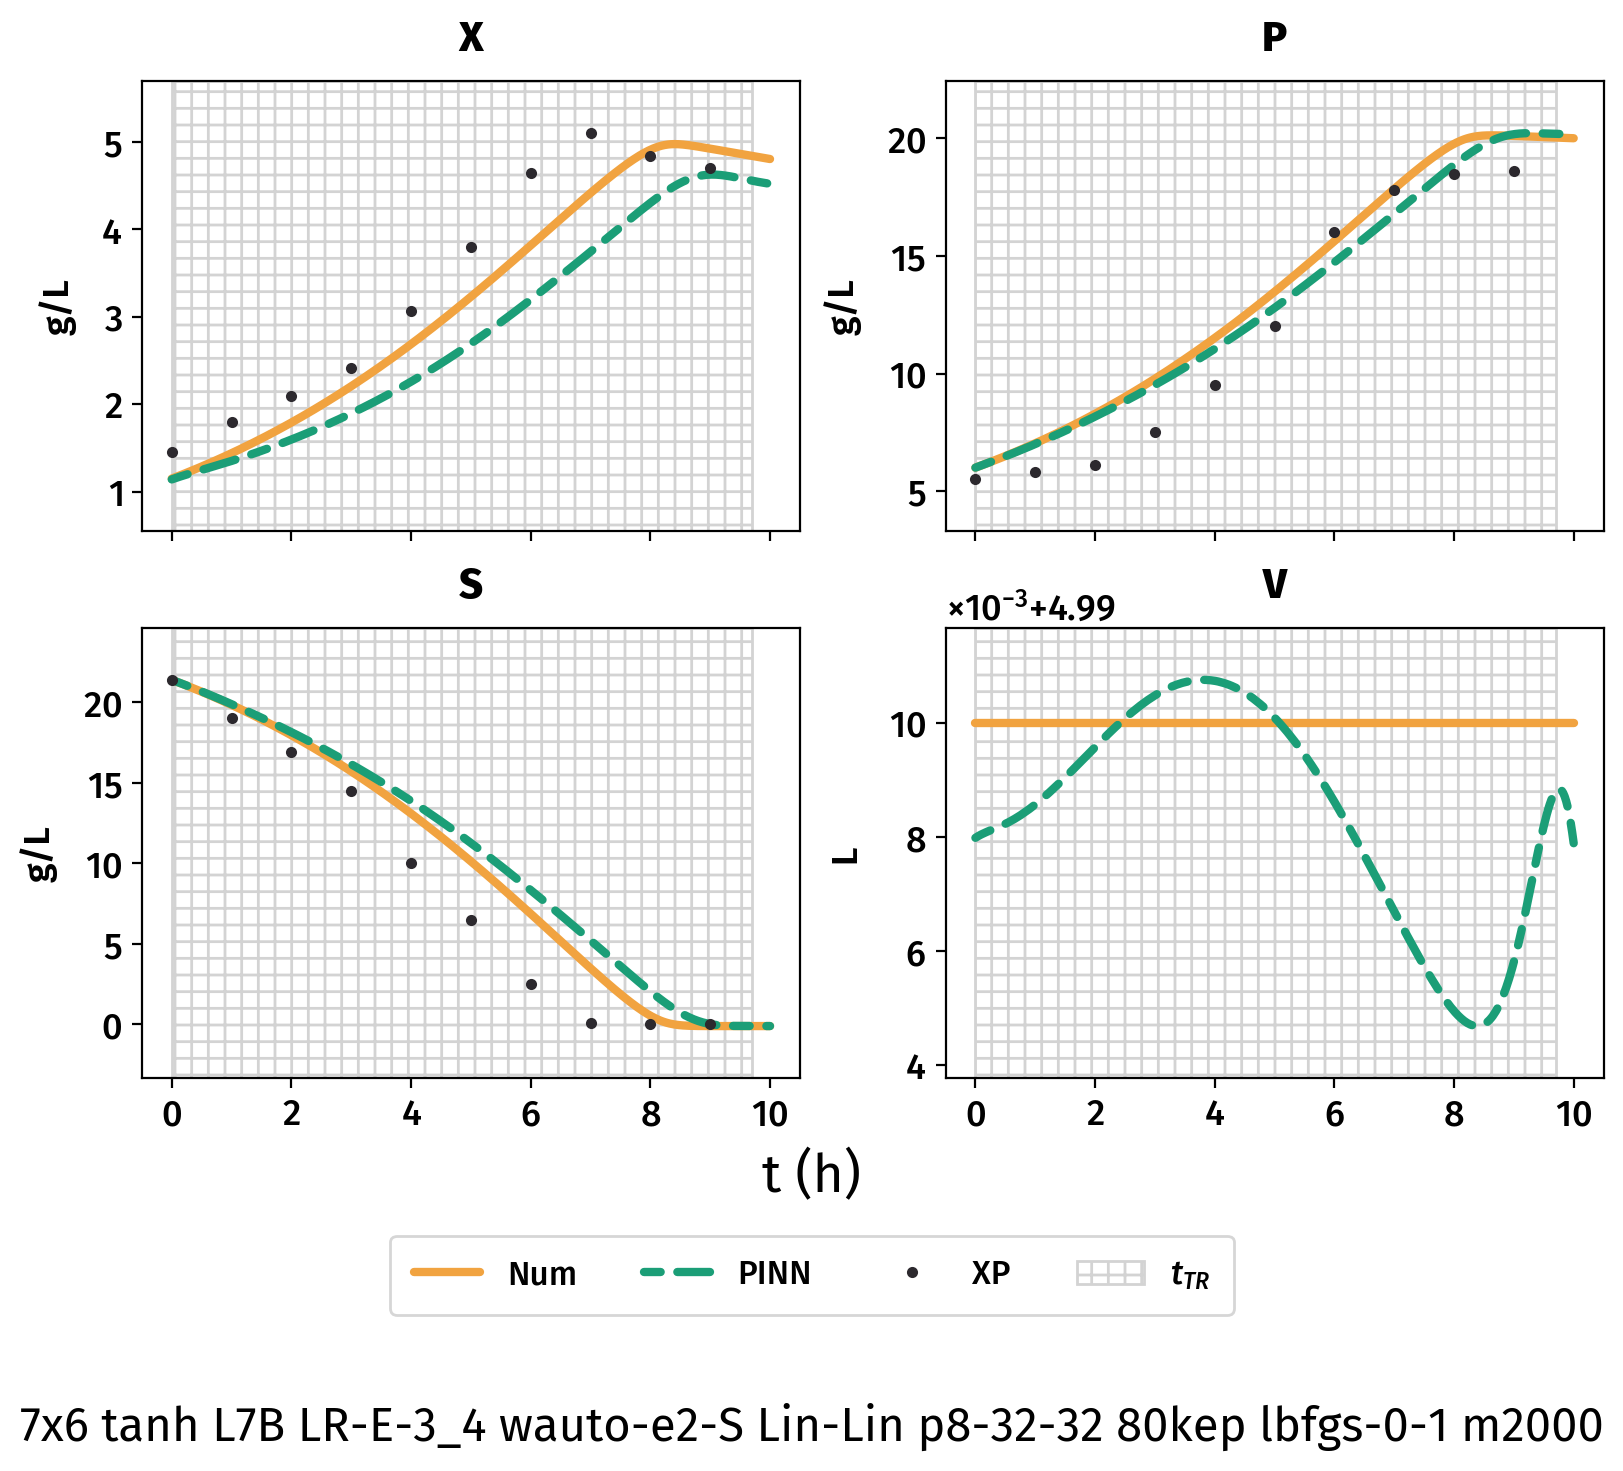 X
P
5
4
3
2
1
g/L
20
15
10
5
g/L
S
V
×10⁻³+4.99
20
15
10
5
0
g/L
10
8
6
4
L
0 2 4 6 8 10
0 2 4 6 8 10
t (h)
Num PINN XP t_TR
7x6 tanh L7B LR-E-3_4 wauto-e2-S Lin-Lin p8-32-32 80kep lbfgs-0-1 m2000